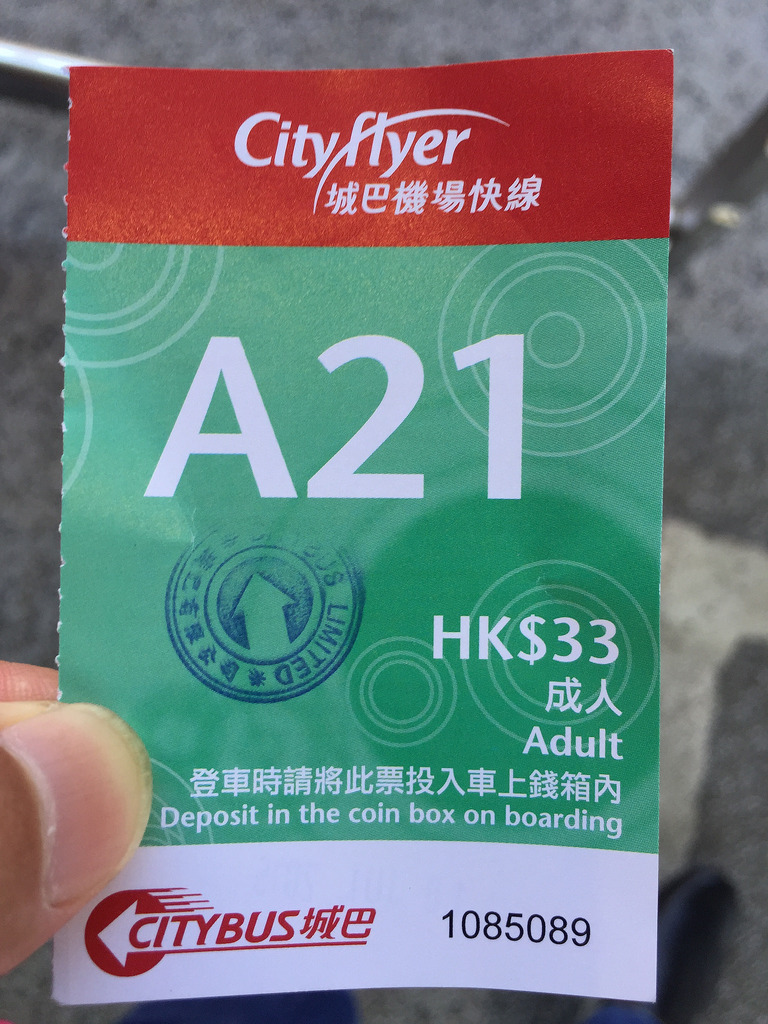 Cityflyer
城巴機場快線
A21
LIMITED
HK$33
成人
Adult
登車時請將此票投入車上錢箱內
Deposit in the coin box on boarding
CITYBUS城巴
1085089